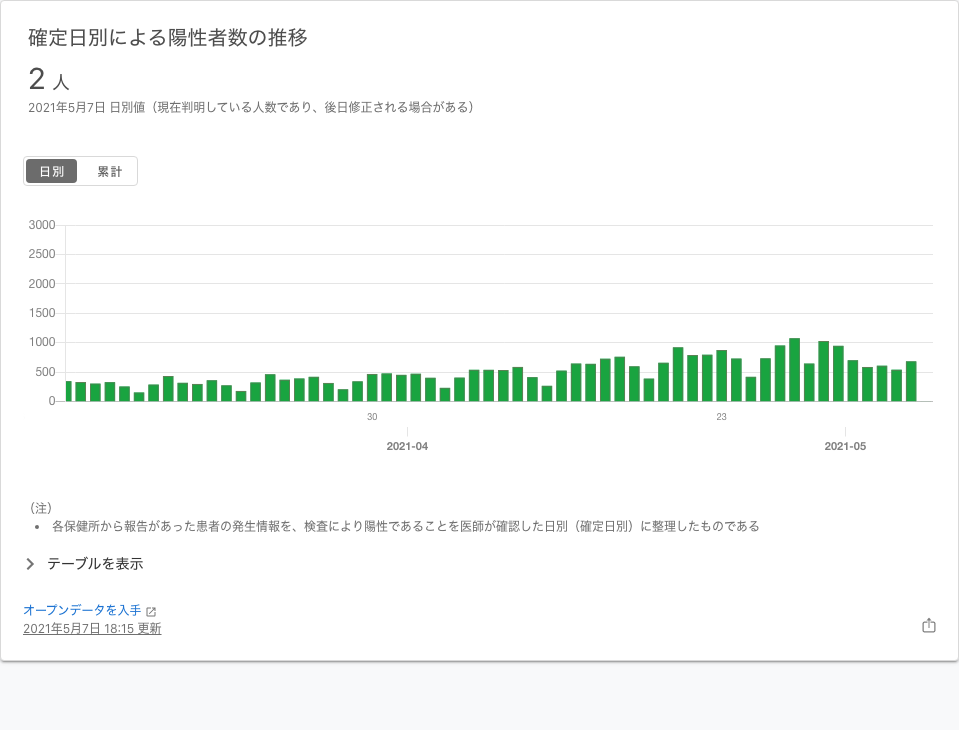 確定日別による陽性者数の推移
2 人
2021年5月7日 日別値（現在判明している人数であり、後日修正される場合がある）
日別 累計
3000
2500
2000
1500
1000
500
0
30 23
2021-04 2021-05
（注）
• 各保健所から報告があった患者の発生情報を、検査により陽性であることを医師が確認した日別（確定日別）に整理したものである
テーブルを表示
オープンデータを入手
2021年5月7日 18:15 更新